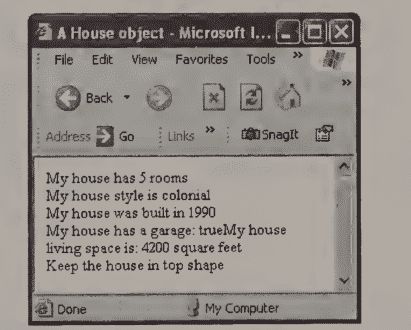 A House object - Microsoft I...
File Edit View Favorites Tools »
Back »
Address Go Links » SnagIt
My house has 5 rooms
My house style is colonial
My house was built in 1990
My house has a garage: trueMy house
living space is: 4200 square feet
Keep the house in top shape
Done My Computer